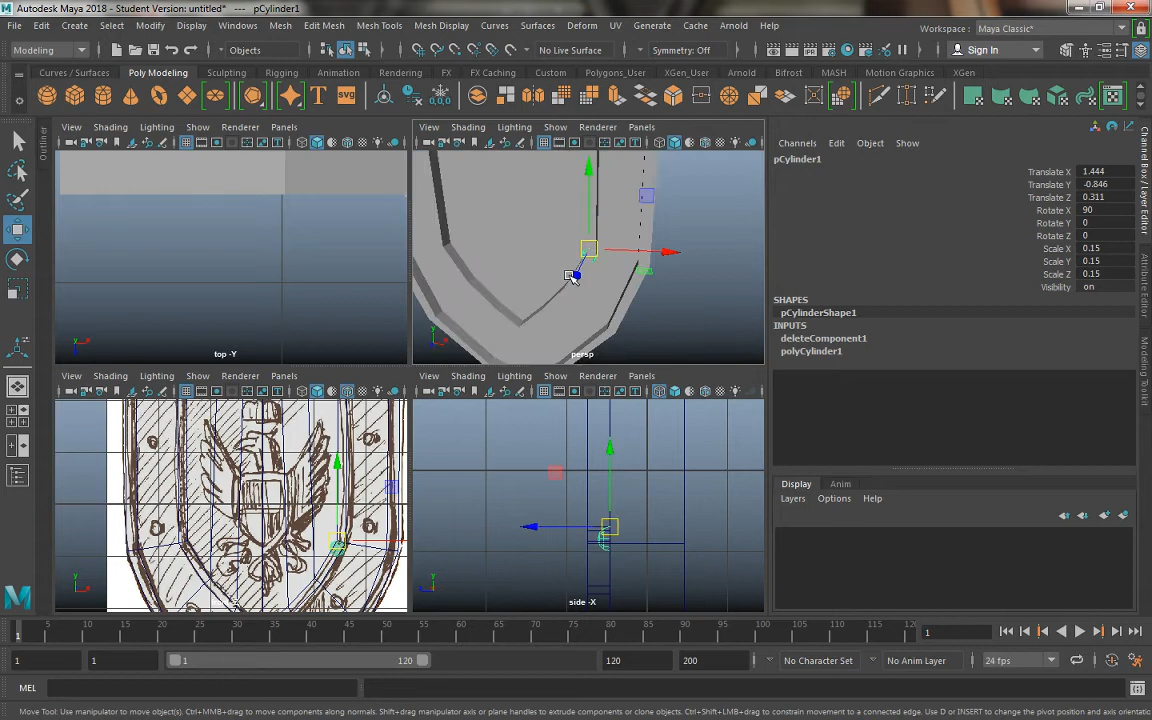 Autodesk Maya 2018 - Student Version: untitled*   ---   pCylinder1
File Edit Create Select Modify Display Windows Mesh Edit Mesh Mesh Tools Mesh Display Curves Surfaces Deform UV Generate Cache Arnold Help
Workspace : Maya Classic*
Modeling Objects No Live Surface Symmetry: Off Sign In
Curves / Surfaces Poly Modeling Sculpting Rigging Animation Rendering FX FX Caching Custom Polygons_User XGen_User Arnold Bifrost MASH Motion Graphics XGen
Outliner
View Shading Lighting Show Renderer Panels
View Shading Lighting Show Renderer Panels
top -Y
persp
View Shading Lighting Show Renderer Panels
View Shading Lighting Show Renderer Panels
side -X
Channels Edit Object Show
pCylinder1
Translate X 1.444
Translate Y -0.846
Translate Z 0.311
Rotate X 90
Rotate Y 0
Rotate Z 0
Scale X 0.15
Scale Y 0.15
Scale Z 0.15
Visibility on
SHAPES
pCylinderShape1
INPUTS
deleteComponent1
polyCylinder1
Display Anim
Layers Options Help
Channel Box / Layer Editor
Attribute Editor
Modeling Toolkit
1 5 10 15 20 25 30 35 40 45 50 55 60 65 70 75 80 85 90 95 100 105 110 115 120 1
1 1 1 120 120 200 No Character Set No Anim Layer 24 fps
MEL
Move Tool: Use manipulator to move object(s). Ctrl+MMB+drag to move components along normals. Shift+drag manipulator axis or plane handles to extrude components or clone objects. Ctrl+Shift+LMB+drag to constrain movement to a connected edge. Use D or INSERT to change the pivot position and axis orientatio